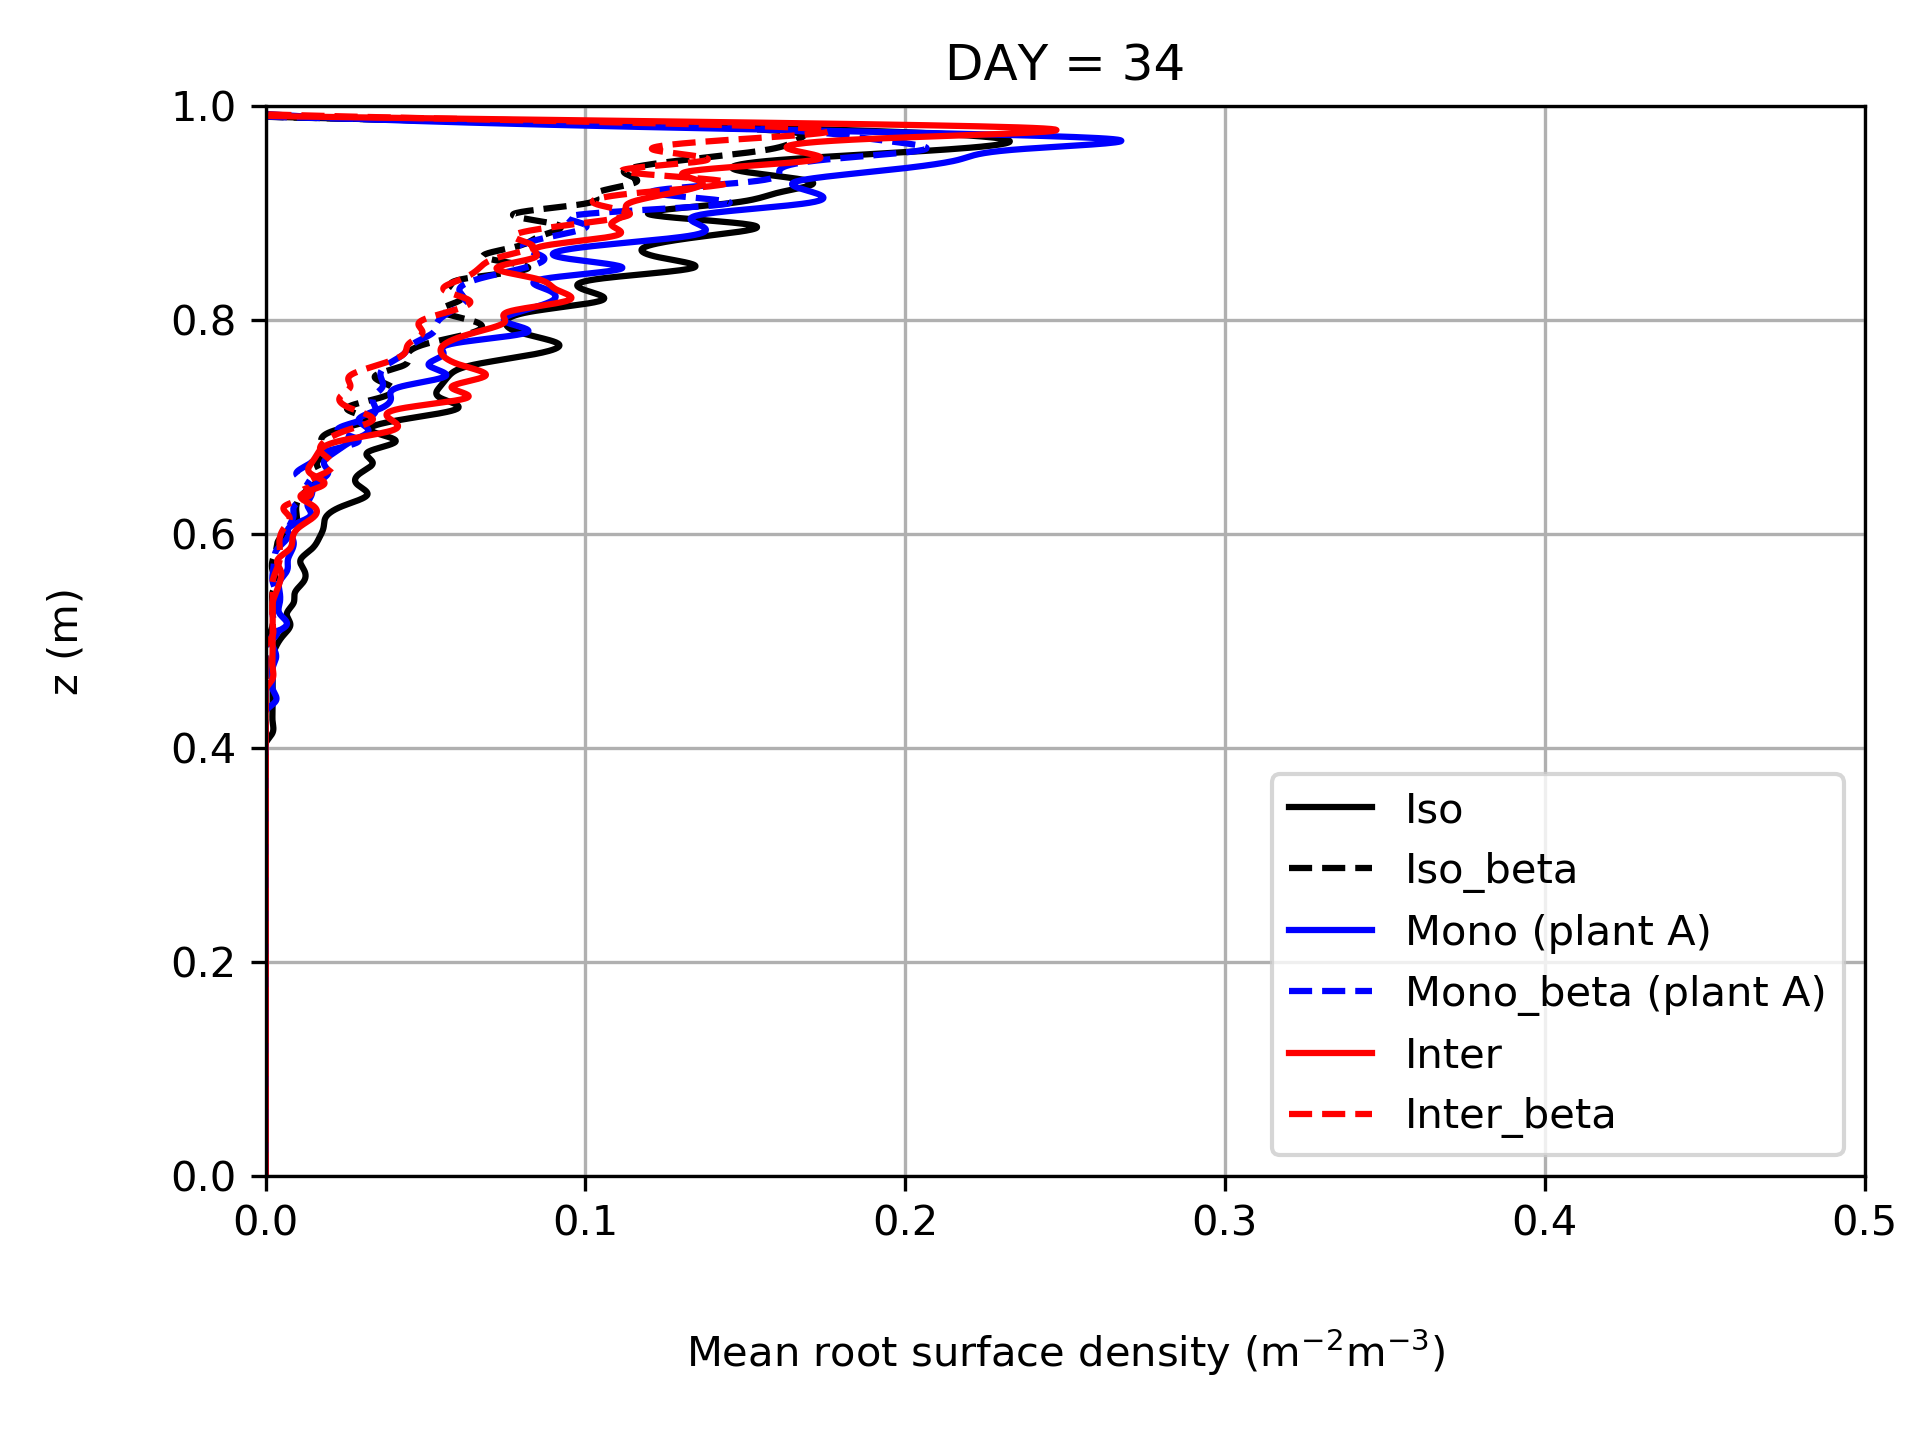 DAY = 34
1.0
0.8
0.6
0.4
0.2
0.0
z (m)
Iso
Iso_beta
Mono (plant A)
Mono_beta (plant A)
Inter
Inter_beta
0.0 0.1 0.2 0.3 0.4 0.5
Mean root surface density (m⁻²m⁻³)